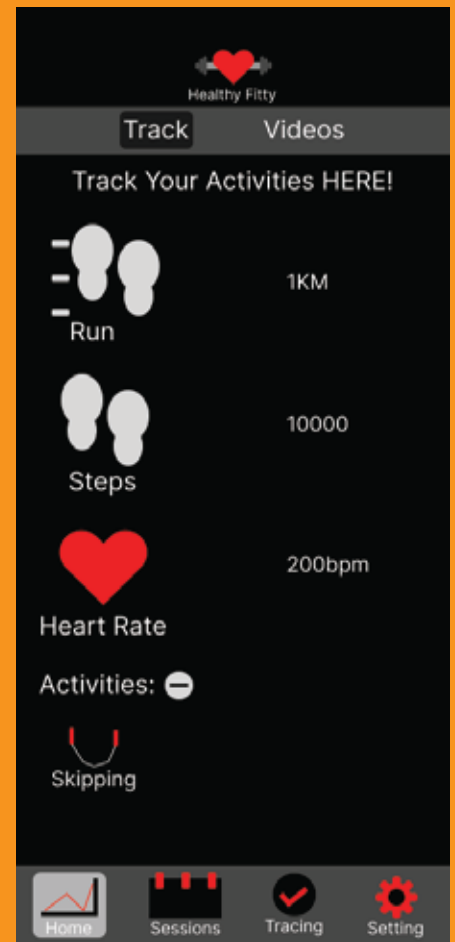 Healthy Fitty
Track Videos
Track Your Activities HERE!
1KM
Run
10000
Steps
200bpm
Heart Rate
Activities:
Skipping
Home Sessions Tracing Setting